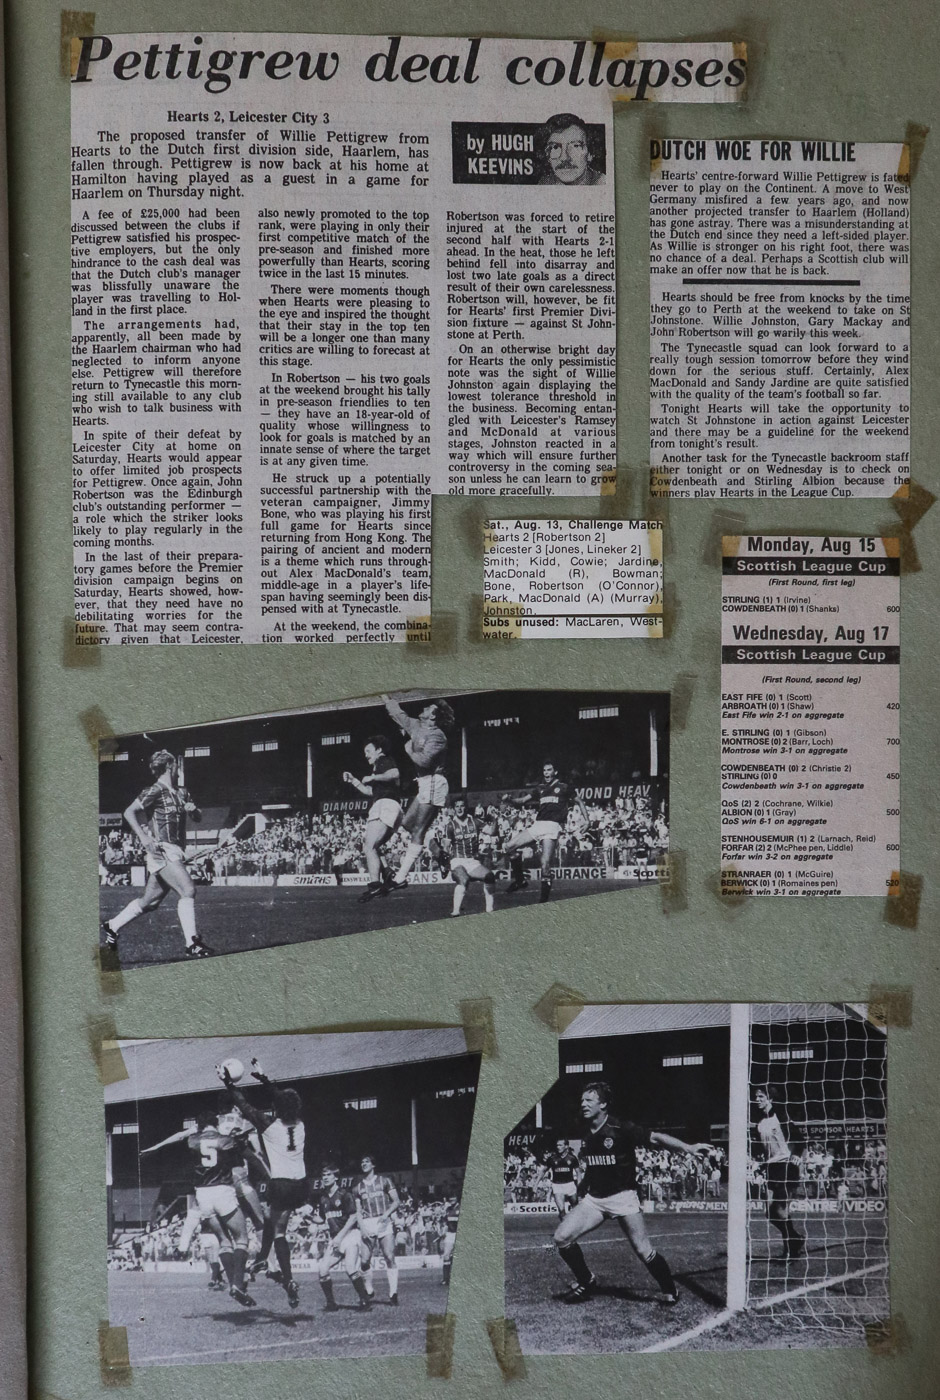 Pettigrew deal collapses
Hearts 2, Leicester City 3
The proposed transfer of Willie Pettigrew from
Hearts to the Dutch first division side, Haarlem, has
fallen through. Pettigrew is now back at his home at
Hamilton having played as a guest in a game for
Haarlem on Thursday night.
by HUGH
KEEVINS
A fee of £25,000 had been
discussed between the clubs if
Pettigrew satisfied his prospec-
tive employers, but the only
hindrance to the cash deal was
that the Dutch club's manager
was blissfully unaware the
player was travelling to Hol-
land in the first place.
The arrangements had,
apparently, all been made by
the Haarlem chairman who had
neglected to inform anyone
else. Pettigrew will therefore
return to Tynecastle this morn-
ing still available to any club
who wish to talk business with
Hearts.
In spite of their defeat by
Leicester City at home on
Saturday, Hearts would appear
to offer limited job prospects
for Pettigrew. Once again, John
Robertson was the Edinburgh
club's outstanding performer —
a role which the striker looks
likely to play regularly in the
coming months.
In the last of their prepara-
tory games before the Premier
division campaign begins on
Saturday, Hearts showed, how-
ever, that they need have no
debilitating worries for the
future. That may seem contra-
dictory given that Leicester,
also newly promoted to the top
rank, were playing in only their
first competitive match of the
pre-season and finished more
powerfully than Hearts, scoring
twice in the last 15 minutes.
There were moments though
when Hearts were pleasing to
the eye and inspired the thought
that their stay in the top ten
will be a longer one than many
critics are willing to forecast at
this stage.
In Robertson — his two goals
at the weekend brought his tally
in pre-season friendlies to ten
— they have an 18-year-old of
quality whose willingness to
look for goals is matched by an
innate sense of where the target
is at any given time.
He struck up a potentially
successful partnership with the
veteran campaigner, Jimmy
Bone, who was playing his first
full game for Hearts since
returning from Hong Kong. The
pairing of ancient and modern
is a theme which runs through-
out Alex MacDonald's team,
middle-age in a player's life-
span having seemingly been dis-
pensed with at Tynecastle.
At the weekend, the combina-
tion worked perfectly until
Robertson was forced to retire
injured at the start of the
second half with Hearts 2-1
ahead. In the heat, those he left
behind fell into disarray and
lost two late goals as a direct
result of their own carelessness.
Robertson will, however, be fit
for Hearts' first Premier Divi-
sion fixture — against St John-
stone at Perth.
On an otherwise bright day
for Hearts the only pessimistic
note was the sight of Willie
Johnston again displaying the
lowest tolerance threshold in
the business. Becoming entan-
gled with Leicester's Ramsey
and McDonald at various
stages, Johnston reacted in a
way which will ensure further
controversy in the coming sea-
son unless he can learn to grow
old more gracefully.
DUTCH WOE FOR WILLIE
Hearts' centre-forward Willie Pettigrew is fated
never to play on the Continent. A move to West
Germany misfired a few years ago, and now
another projected transfer to Haarlem (Holland)
has gone astray. There was a misunderstanding at
the Dutch end since they need a left-sided player.
As Willie is stronger on his right foot, there was
no chance of a deal. Perhaps a Scottish club will
make an offer now that he is back.
Hearts should be free from knocks by the time
they go to Perth at the weekend to take on St
Johnstone. Willie Johnston, Gary Mackay and
John Robertson will go warily this week.
The Tynecastle squad can look forward to a
really tough session tomorrow before they wind
down for the serious stuff. Certainly, Alex
MacDonald and Sandy Jardine are quite satisfied
with the quality of the team's football so far.
Tonight Hearts will take the opportunity to
watch St Johnstone in action against Leicester
and there may be a guideline for the weekend
from tonight's result.
Another task for the Tynecastle backroom staff
either tonight or on Wednesday is to check on
Cowdenbeath and Stirling Albion because the
winners play Hearts in the League Cup.
Sat., Aug. 13, Challenge Match
Hearts 2 [Robertson 2]
Leicester 3 [Jones, Lineker 2]
Smith; Kidd, Cowie; Jardine,
MacDonald (R), Bowman;
Bone, Robertson (O'Connor),
Park, MacDonald (A) (Murray),
Johnston.
Subs unused: MacLaren, West-
water.
Monday, Aug 15
Scottish League Cup
(First Round, first leg)
STIRLING (1) 1 (Irvine)
COWDENBEATH (0) 1 (Shanks) 600
Wednesday, Aug 17
Scottish League Cup
(First Round, second leg)
EAST FIFE (0) 1 (Scott)
ARBROATH (0) 1 (Shaw) 420
East Fife win 2-1 on aggregate
E. STIRLING (0) 1 (Gibson)
MONTROSE (0) 2 (Barr, Loch) 700
Montrose win 3-1 on aggregate
COWDENBEATH (0) 2 (Christie 2)
STIRLING (0) 0 450
Cowdenbeath win 3-1 on aggregate
QoS (2) 2 (Cochrane, Wilkie)
ALBION (0) 1 (Gray) 500
QoS win 6-1 on aggregate
STENHOUSEMUIR (1) 2 (Larnach, Reid)
FORFAR (2) 2 (McPhee pen, Liddle) 600
Forfar win 3-2 on aggregate
STRANRAER (0) 1 (McGuire)
BERWICK (0) 1 (Romaines pen) 520
Berwick win 3-1 on aggregate
DIAMOND
MOND HEAV
SMITHS
INSURANCE
Scotti
5
1
HEAV
Scottis
CENTRE VIDEO
SPONSOR HEARTS